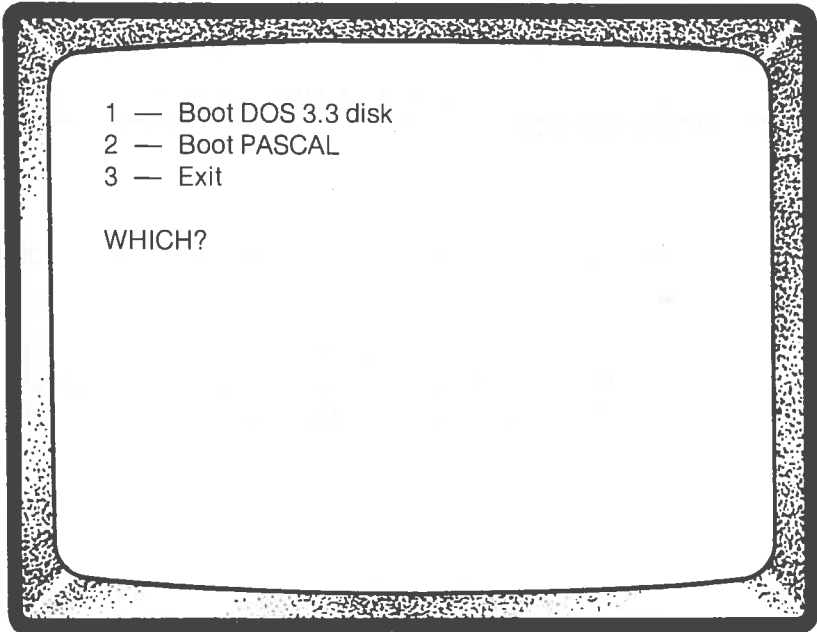 1 — Boot DOS 3.3 disk
2 — Boot PASCAL
3 — Exit
WHICH?